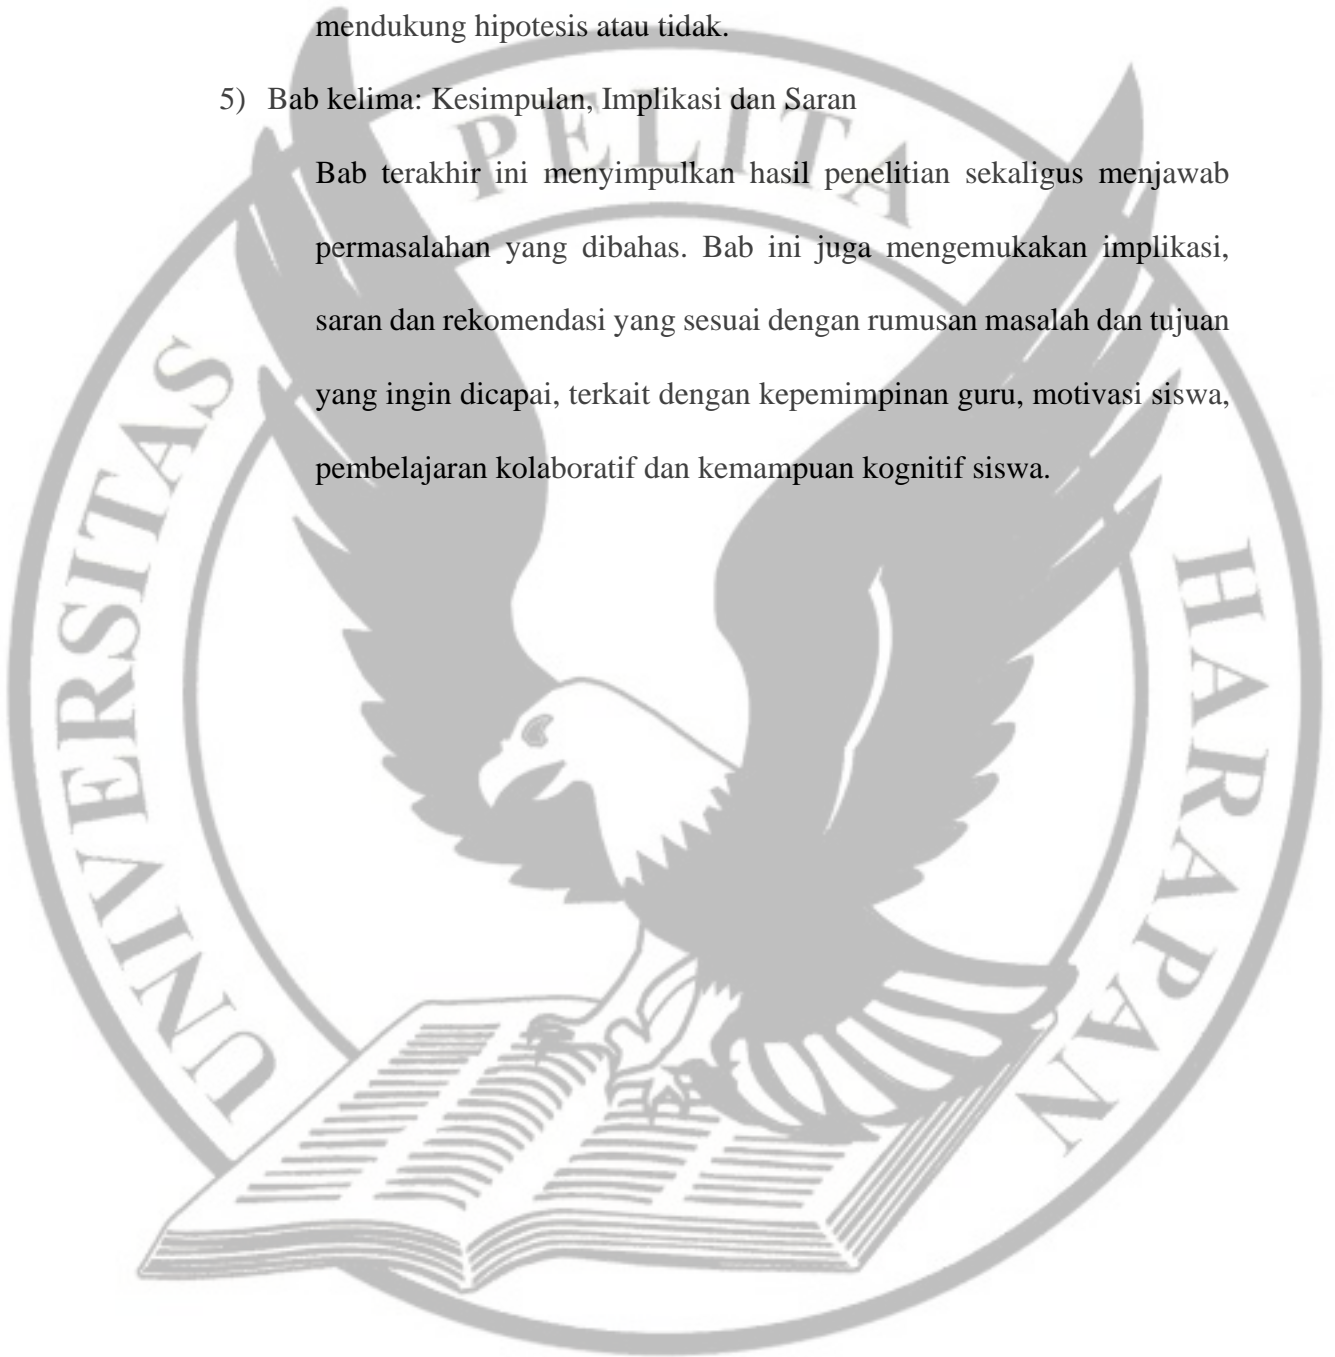 mendukung hipotesis atau tidak.
5) Bab kelima: Kesimpulan, Implikasi dan Saran
Bab terakhir ini menyimpulkan hasil penelitian sekaligus menjawab
permasalahan yang dibahas. Bab ini juga mengemukakan implikasi,
saran dan rekomendasi yang sesuai dengan rumusan masalah dan tujuan
yang ingin dicapai, terkait dengan kepemimpinan guru, motivasi siswa,
pembelajaran kolaboratif dan kemampuan kognitif siswa.
UNIVERSITAS
PELITA
HARAPAN